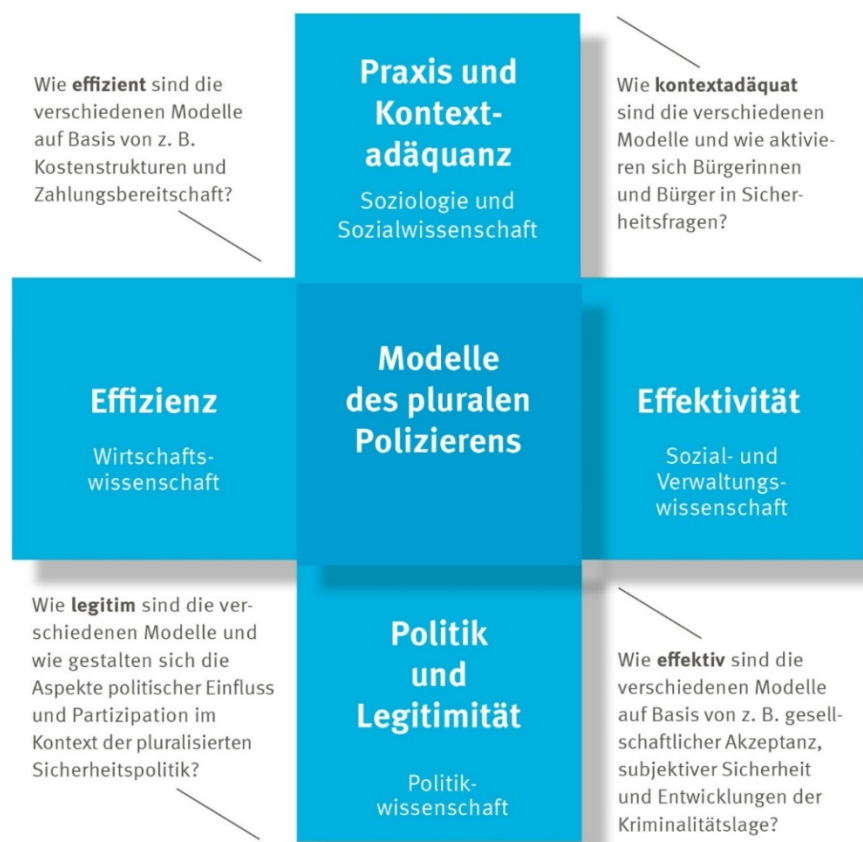 Wie effizient sind die
verschiedenen Modelle
auf Basis von z. B.
Kostenstrukturen und
Zahlungsbereitschaft?
Praxis und
Kontext-
adäquanz
Soziologie und
Sozialwissenschaft
Wie kontextadäquat
sind die verschiedenen
Modelle und wie aktivie-
ren sich Bürgerinnen
und Bürger in Sicher-
heitsfragen?
Effizienz
Wirtschafts-
wissenschaft
Modelle
des pluralen
Polizierens
Effektivität
Sozial- und
Verwaltungs-
wissenschaft
Wie legitim sind die ver-
schiedenen Modelle und
wie gestalten sich die
Aspekte politischer Einfluss
und Partizipation im
Kontext der pluralisierten
Sicherheitspolitik?
Politik
und
Legitimität
Politik-
wissenschaft
Wie effektiv sind die
verschiedenen Modelle
auf Basis von z. B. gesell-
schaftlicher Akzeptanz,
subjektiver Sicherheit
und Entwicklungen der
Kriminalitätslage?